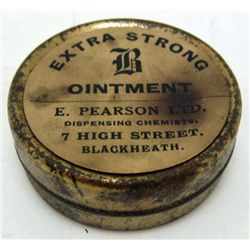 EXTRA STRONG
B
OINTMENT
E. PEARSON LTD.
DISPENSING CHEMISTS.
7 HIGH STREET,
BLACKHEATH.